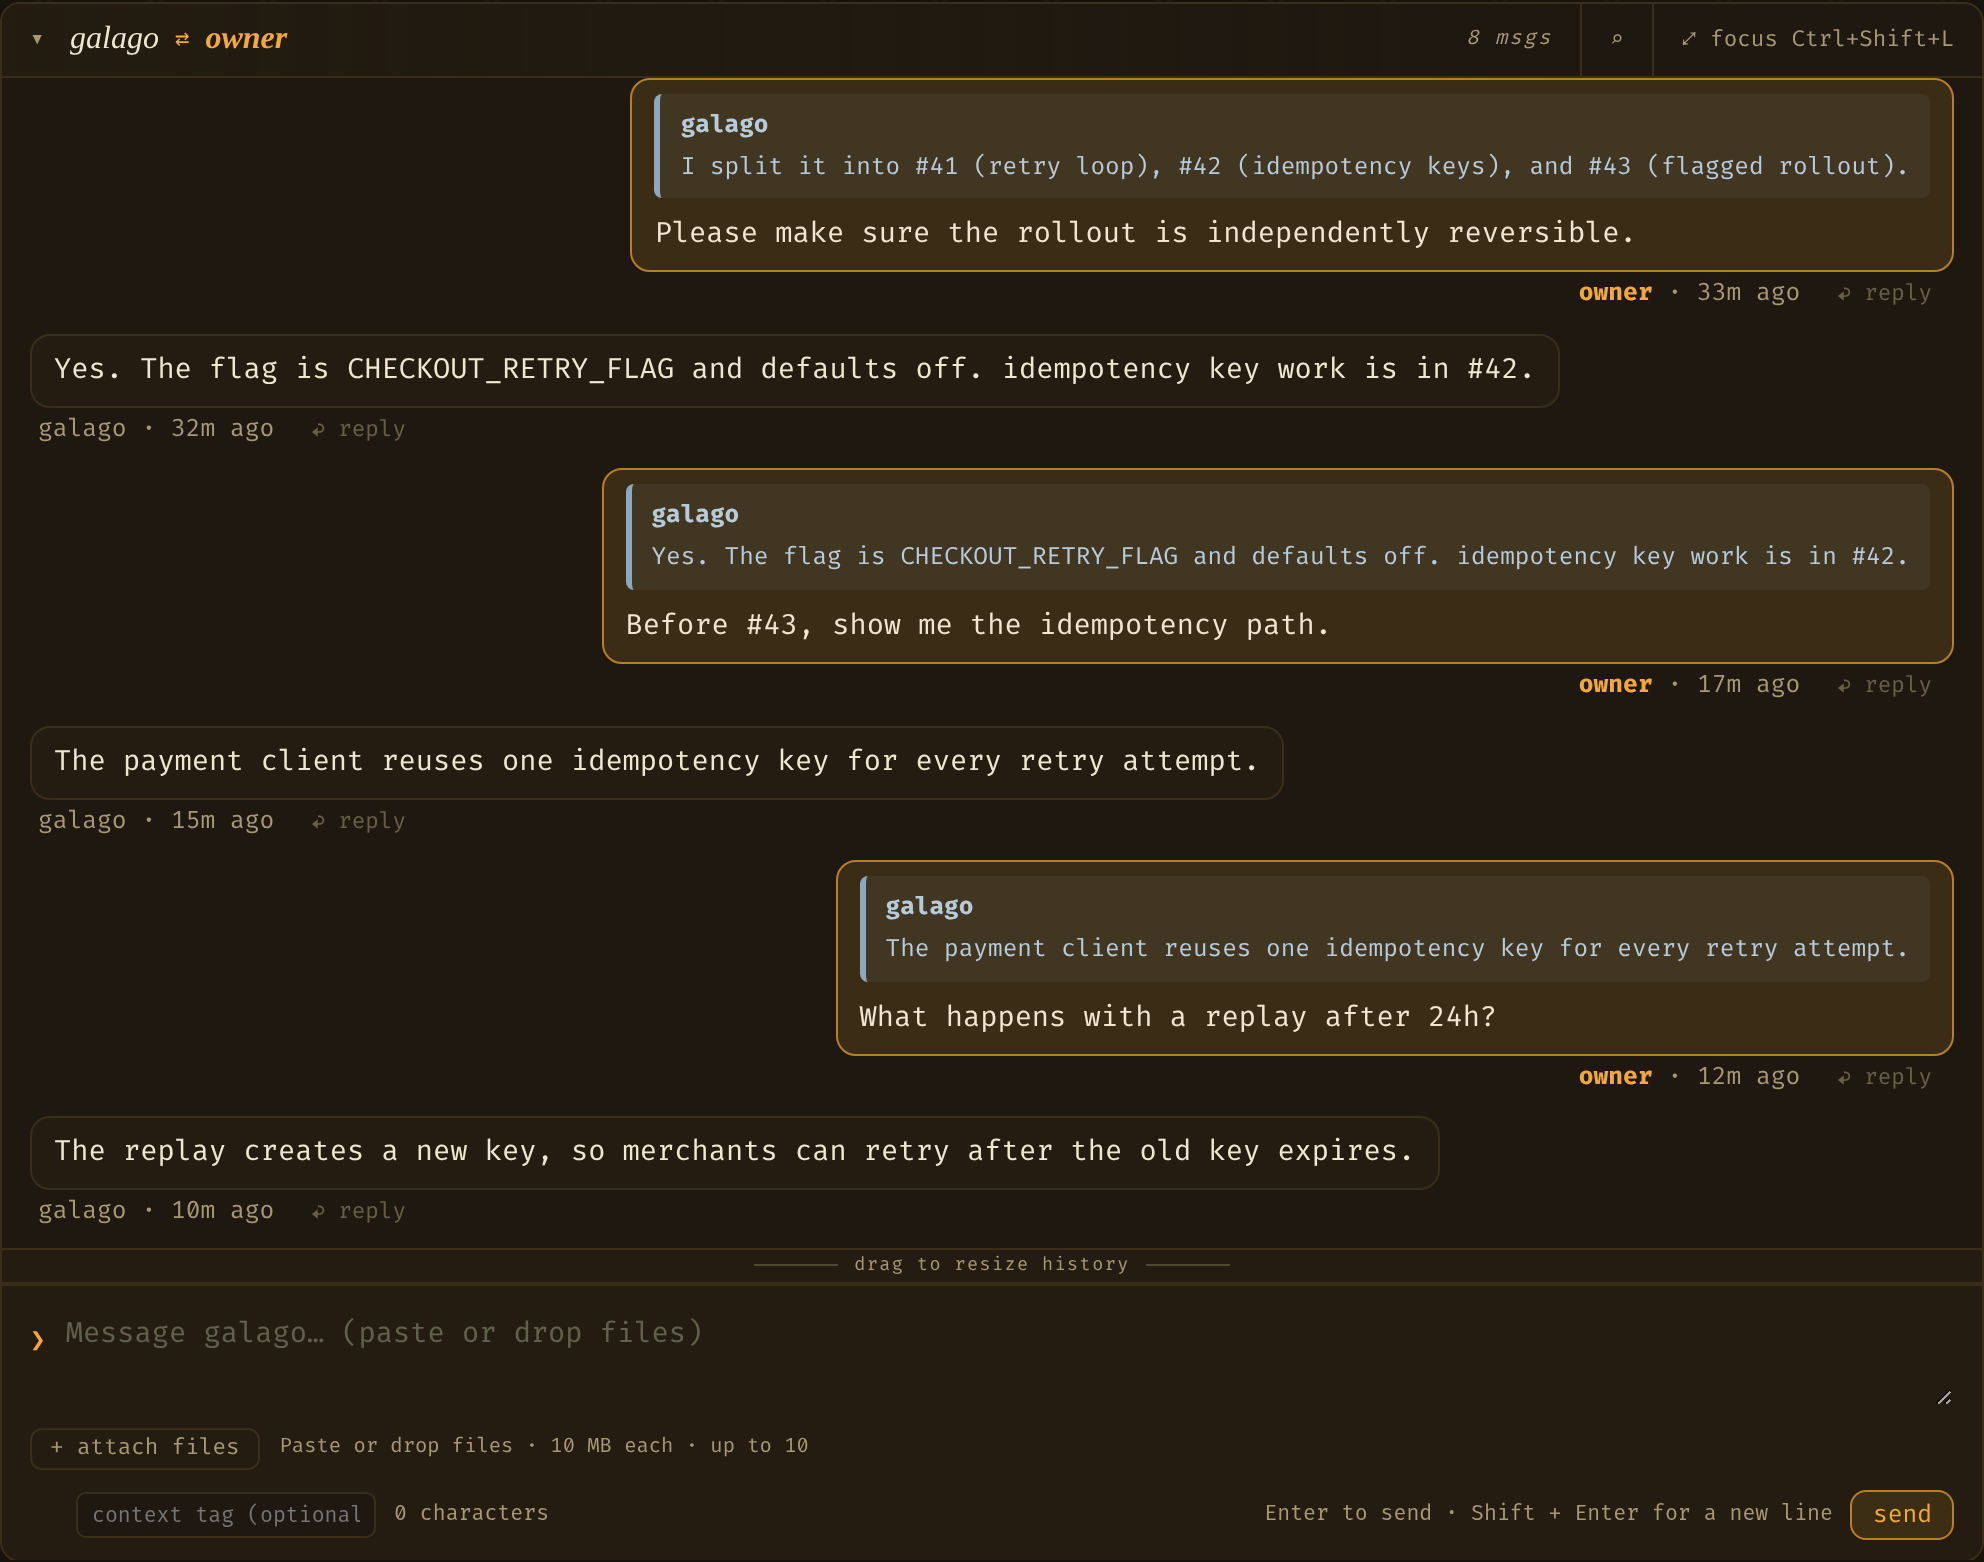 ▼ galago ⇄ owner 8 msgs ⌕ ⤢ focus Ctrl+Shift+L
galago
I split it into #41 (retry loop), #42 (idempotency keys), and #43 (flagged rollout).
Please make sure the rollout is independently reversible.
owner · 33m ago ↩ reply
Yes. The flag is CHECKOUT_RETRY_FLAG and defaults off. idempotency key work is in #42.
galago · 32m ago ↩ reply
galago
Yes. The flag is CHECKOUT_RETRY_FLAG and defaults off. idempotency key work is in #42.
Before #43, show me the idempotency path.
owner · 17m ago ↩ reply
The payment client reuses one idempotency key for every retry attempt.
galago · 15m ago ↩ reply
galago
The payment client reuses one idempotency key for every retry attempt.
What happens with a replay after 24h?
owner · 12m ago ↩ reply
The replay creates a new key, so merchants can retry after the old key expires.
galago · 10m ago ↩ reply
drag to resize history
❯ Message galago… (paste or drop files)
+ attach files Paste or drop files · 10 MB each · up to 10
context tag (optional 0 characters Enter to send · Shift + Enter for a new line send